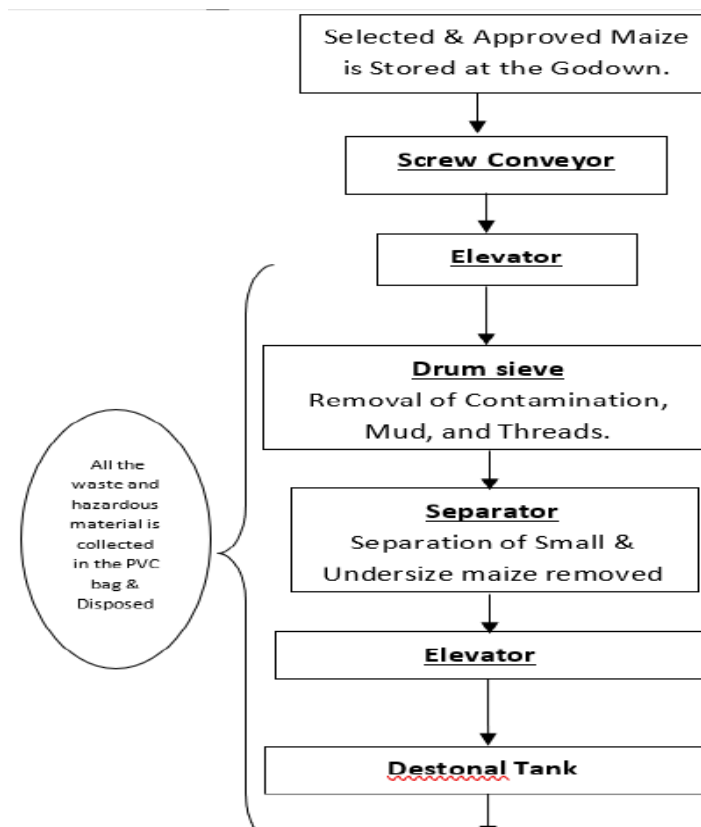 Selected & Approved Maize
is Stored at the Godown.
Screw Conveyor
Elevator
Drum sieve
Removal of Contamination,
Mud, and Threads.
Separator
Separation of Small &
Undersize maize removed
Elevator
Destonal Tank
All the
waste and
hazardous
material is
collected
in the PVC
bag &
Disposed